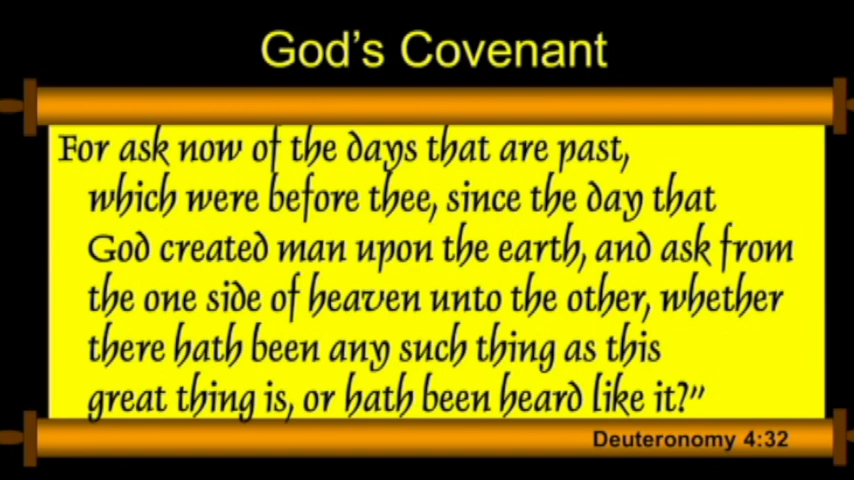 God's Covenant
For ask now of the days that are past,
which were before thee, since the day that
God created man upon the earth, and ask from
the one side of heaven unto the other, whether
there hath been any such thing as this
great thing is, or hath been heard like it?”
Deuteronomy 4:32